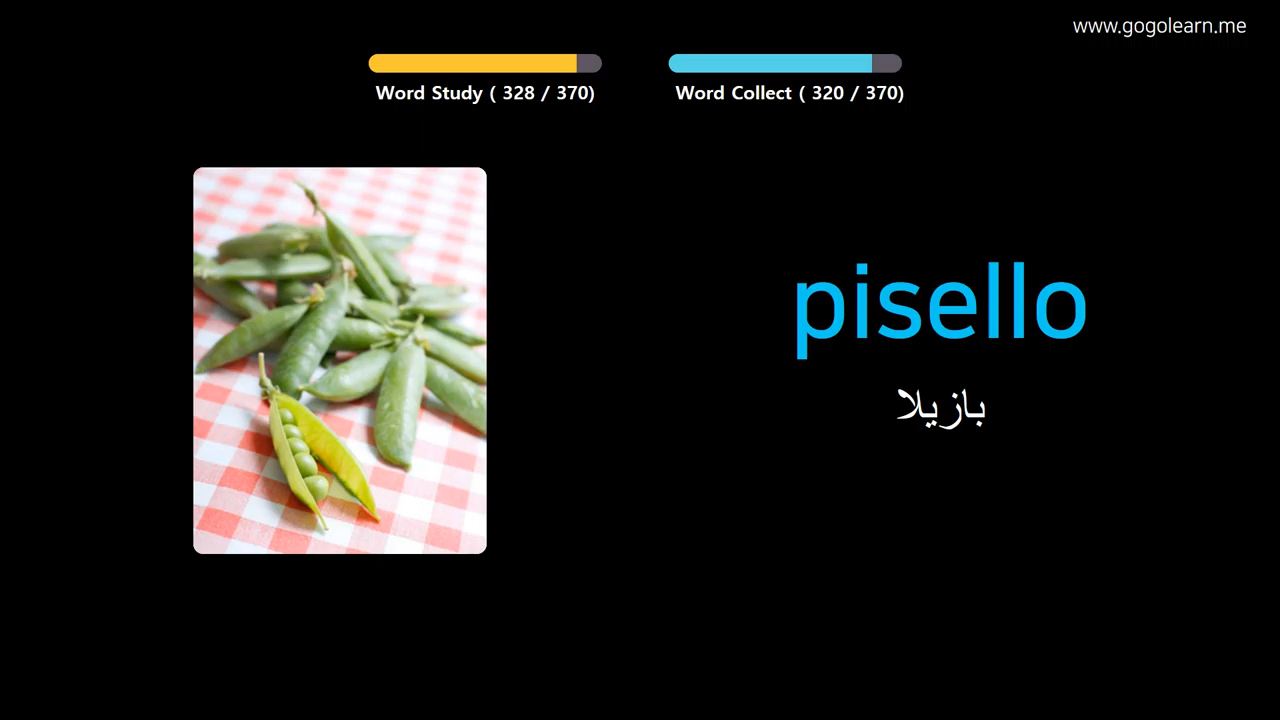 www.gogolearn.me
Word Study ( 328 / 370)
Word Collect ( 320 / 370)
pisello
بازيلا